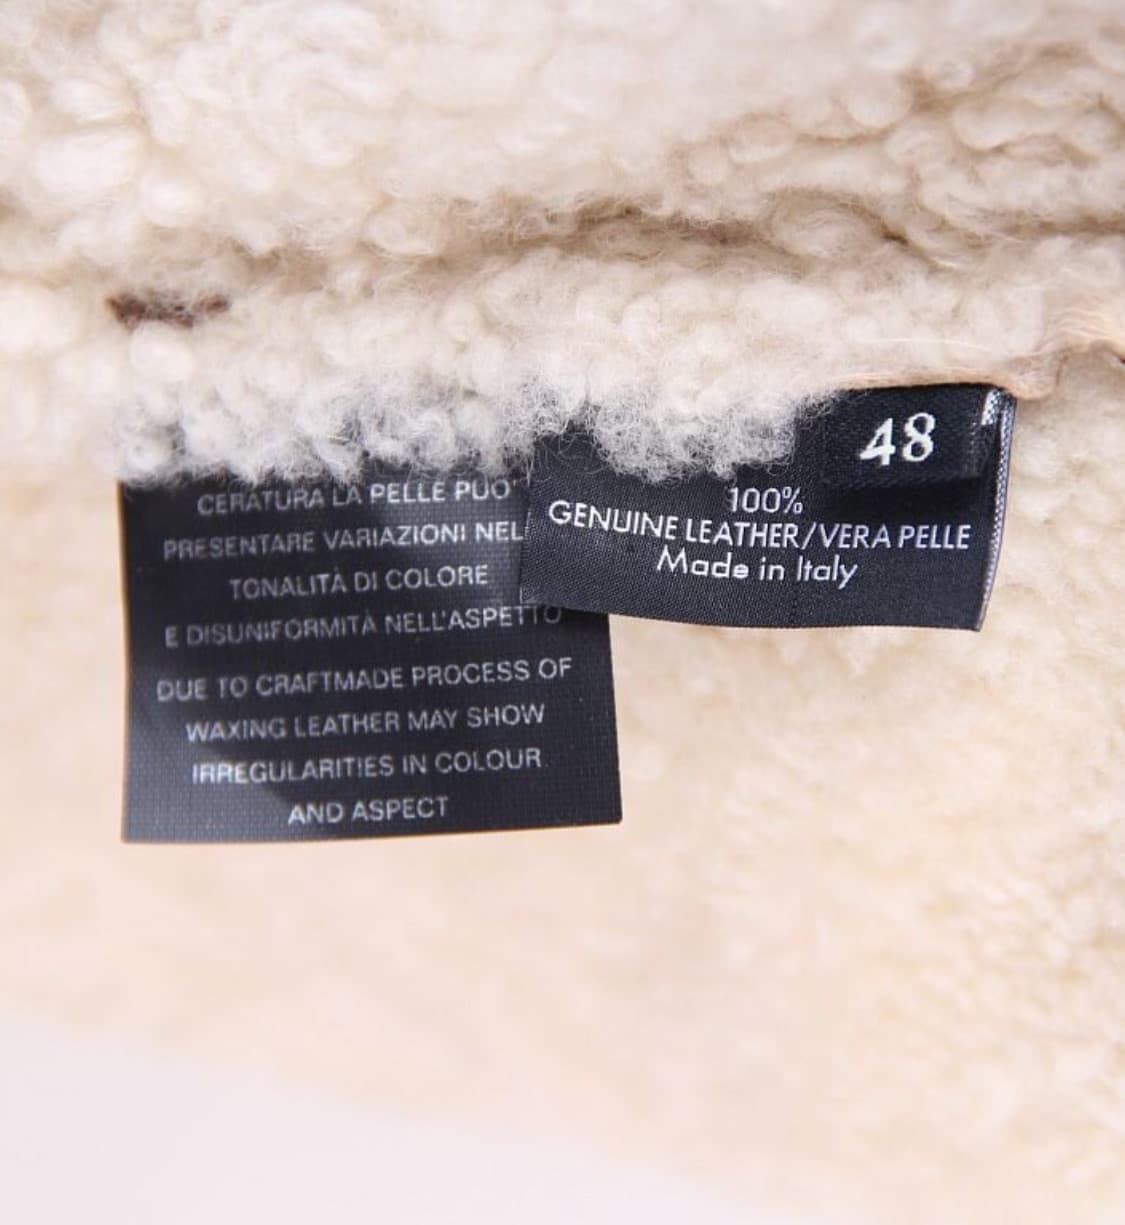 CERATURA LA PELLE PUO'
PRESENTARE VARIAZIONI NEL
TONALITÀ DI COLORE
E DISUNIFORMITÀ NELL'ASPETTO
DUE TO CRAFTMADE PROCESS OF
WAXING LEATHER MAY SHOW
IRREGULARITIES IN COLOUR
AND ASPECT
48
100%
GENUINE LEATHER/VERA PELLE
Made in Italy